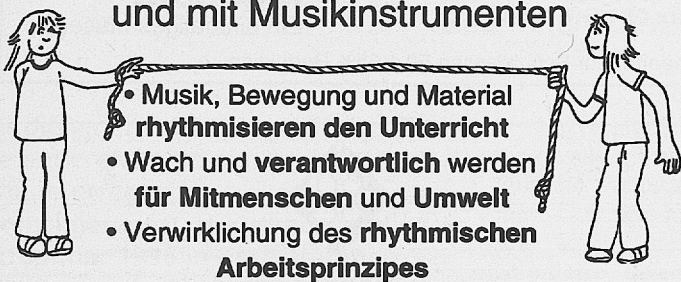 und mit Musikinstrumenten
• Musik, Bewegung und Material
rhythmisieren den Unterricht
• Wach und verantwortlich werden
für Mitmenschen und Umwelt
• Verwirklichung des rhythmischen
Arbeitsprinzipes